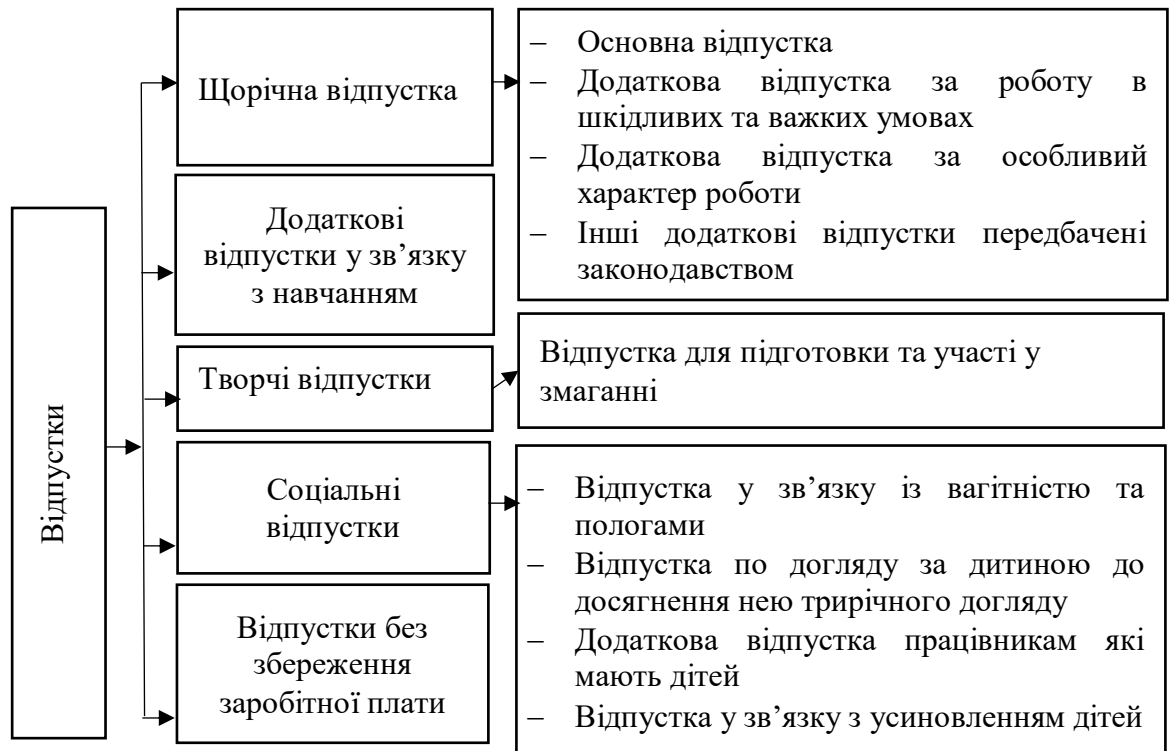 Відпустки
Щорічна відпустка
– Основна відпустка
– Додаткова відпустка за роботу в
шкідливих та важких умовах
– Додаткова відпустка за особливий
характер роботи
– Інші додаткові відпустки передбачені
законодавством
Додаткові
відпустки у зв’язку
з навчанням
Творчі відпустки
Відпустка для підготовки та участі у
змаганні
Соціальні
відпустки
– Відпустка у зв’язку із вагітністю та
пологами
– Відпустка по догляду за дитиною до
досягнення нею трирічного догляду
– Додаткова відпустка працівникам які
мають дітей
– Відпустка у зв’язку з усиновленням дітей
Відпустки без
збереження
заробітної плати